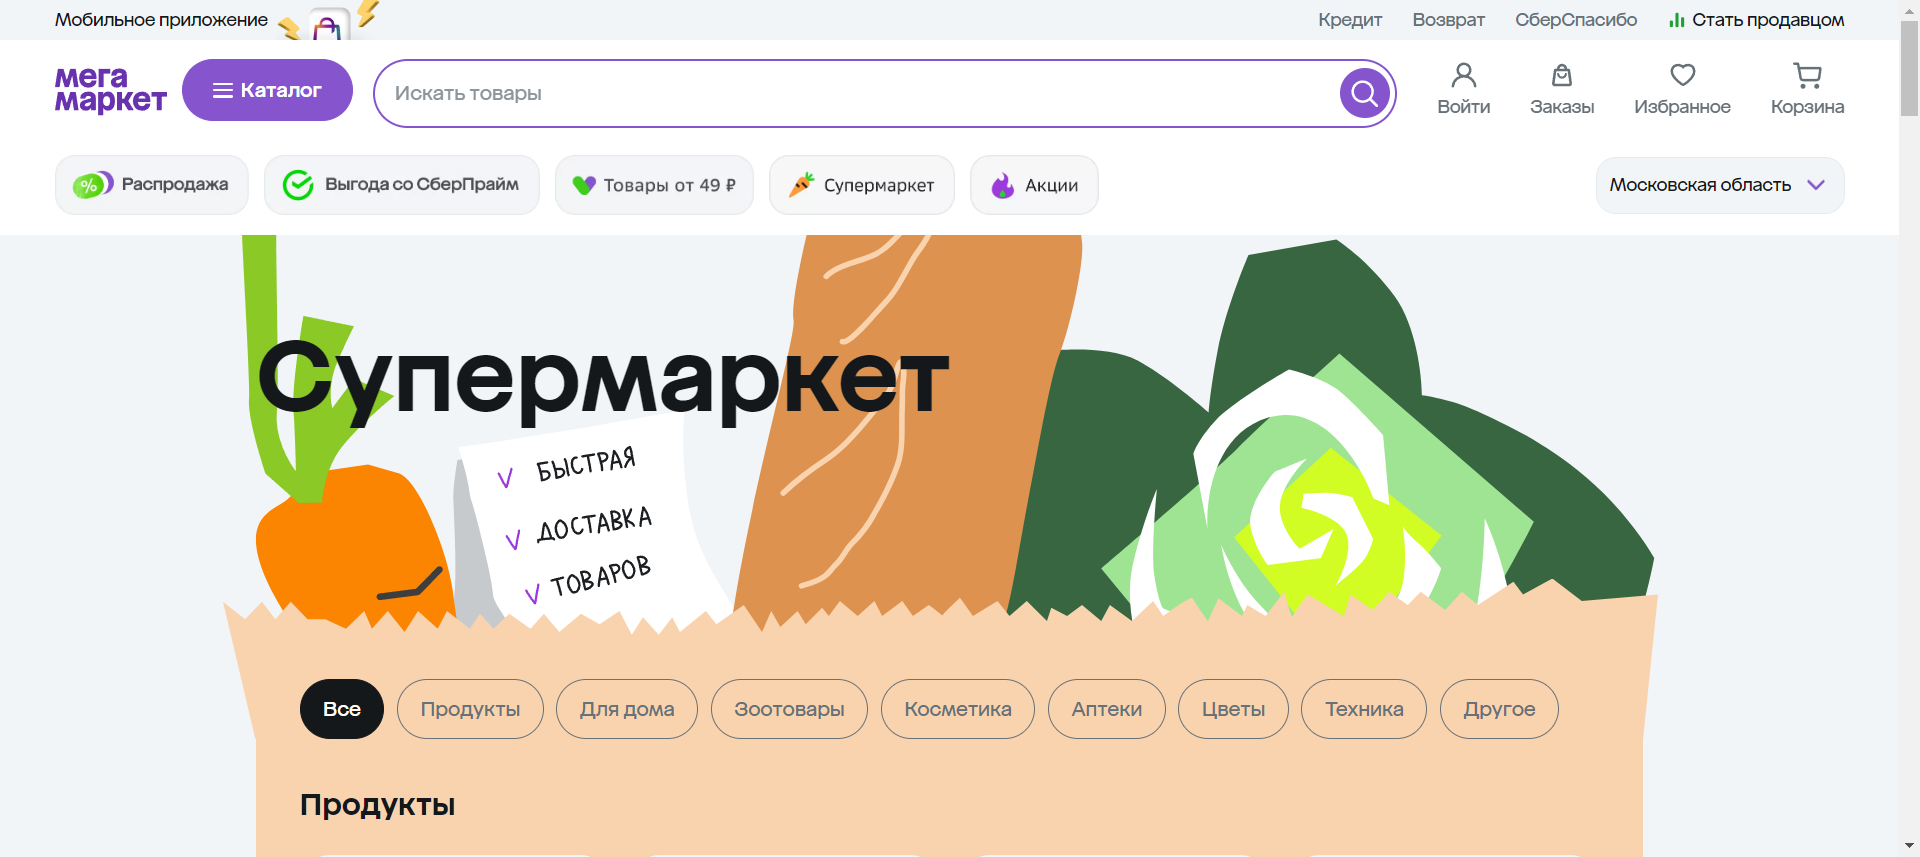 Мобильное приложение
Кредит
Возврат
СберСпасибо
Стать продавцом
мега
маркет
Каталог
Искать товары
Войти
Заказы
Избранное
Корзина
%
Распродажа
Выгода со СберПрайм
Товары от 49 ₽
Супермаркет
Акции
Московская область
Супермаркет
БЫСТРАЯ
ДОСТАВКА
ТОВАРОВ
Все
Продукты
Для дома
Зоотовары
Косметика
Аптеки
Цветы
Техника
Другое
Продукты